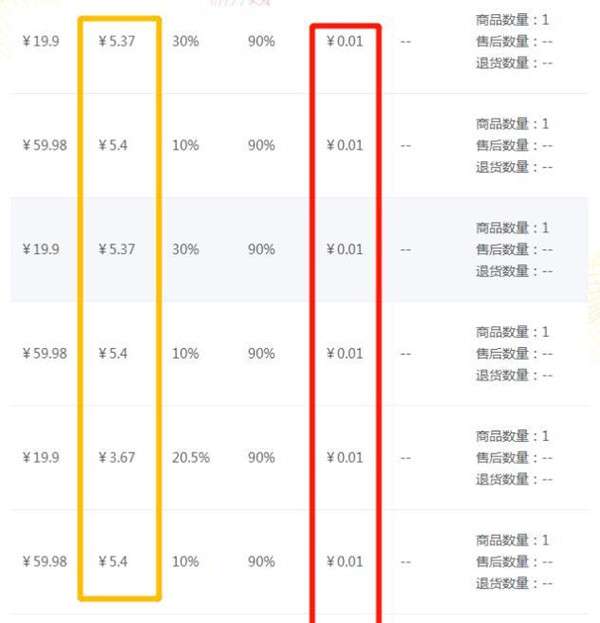 商品数量：1
¥19.9 ¥5.37 30% 90% ¥0.01 -- 售后数量：--
退货数量：--
商品数量：1
¥59.98 ¥5.4 10% 90% ¥0.01 -- 售后数量：--
退货数量：--
商品数量：1
¥19.9 ¥5.37 30% 90% ¥0.01 -- 售后数量：--
退货数量：--
商品数量：1
¥59.98 ¥5.4 10% 90% ¥0.01 -- 售后数量：--
退货数量：--
商品数量：1
¥19.9 ¥3.67 20.5% 90% ¥0.01 -- 售后数量：--
退货数量：--
商品数量：1
¥59.98 ¥5.4 10% 90% ¥0.01 -- 售后数量：--
退货数量：--